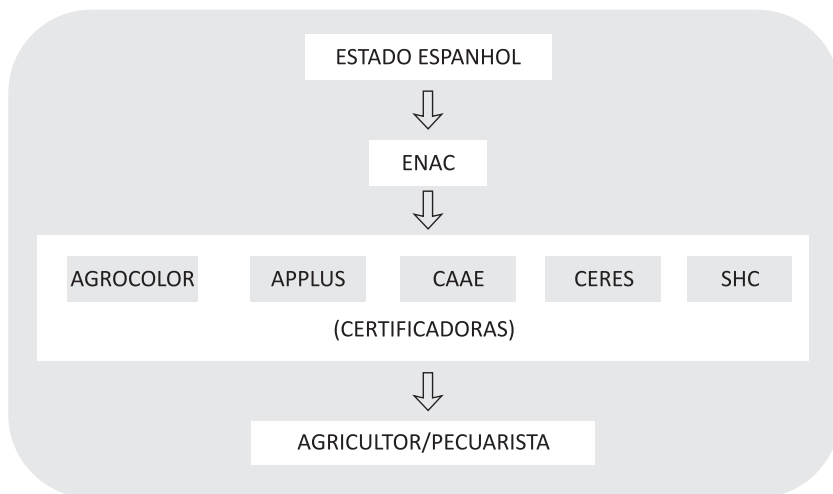 ESTADO ESPANHOL
ENAC
AGROCOLOR APPLUS CAAE CERES SHC
(CERTIFICADORAS)
AGRICULTOR/PECUARISTA